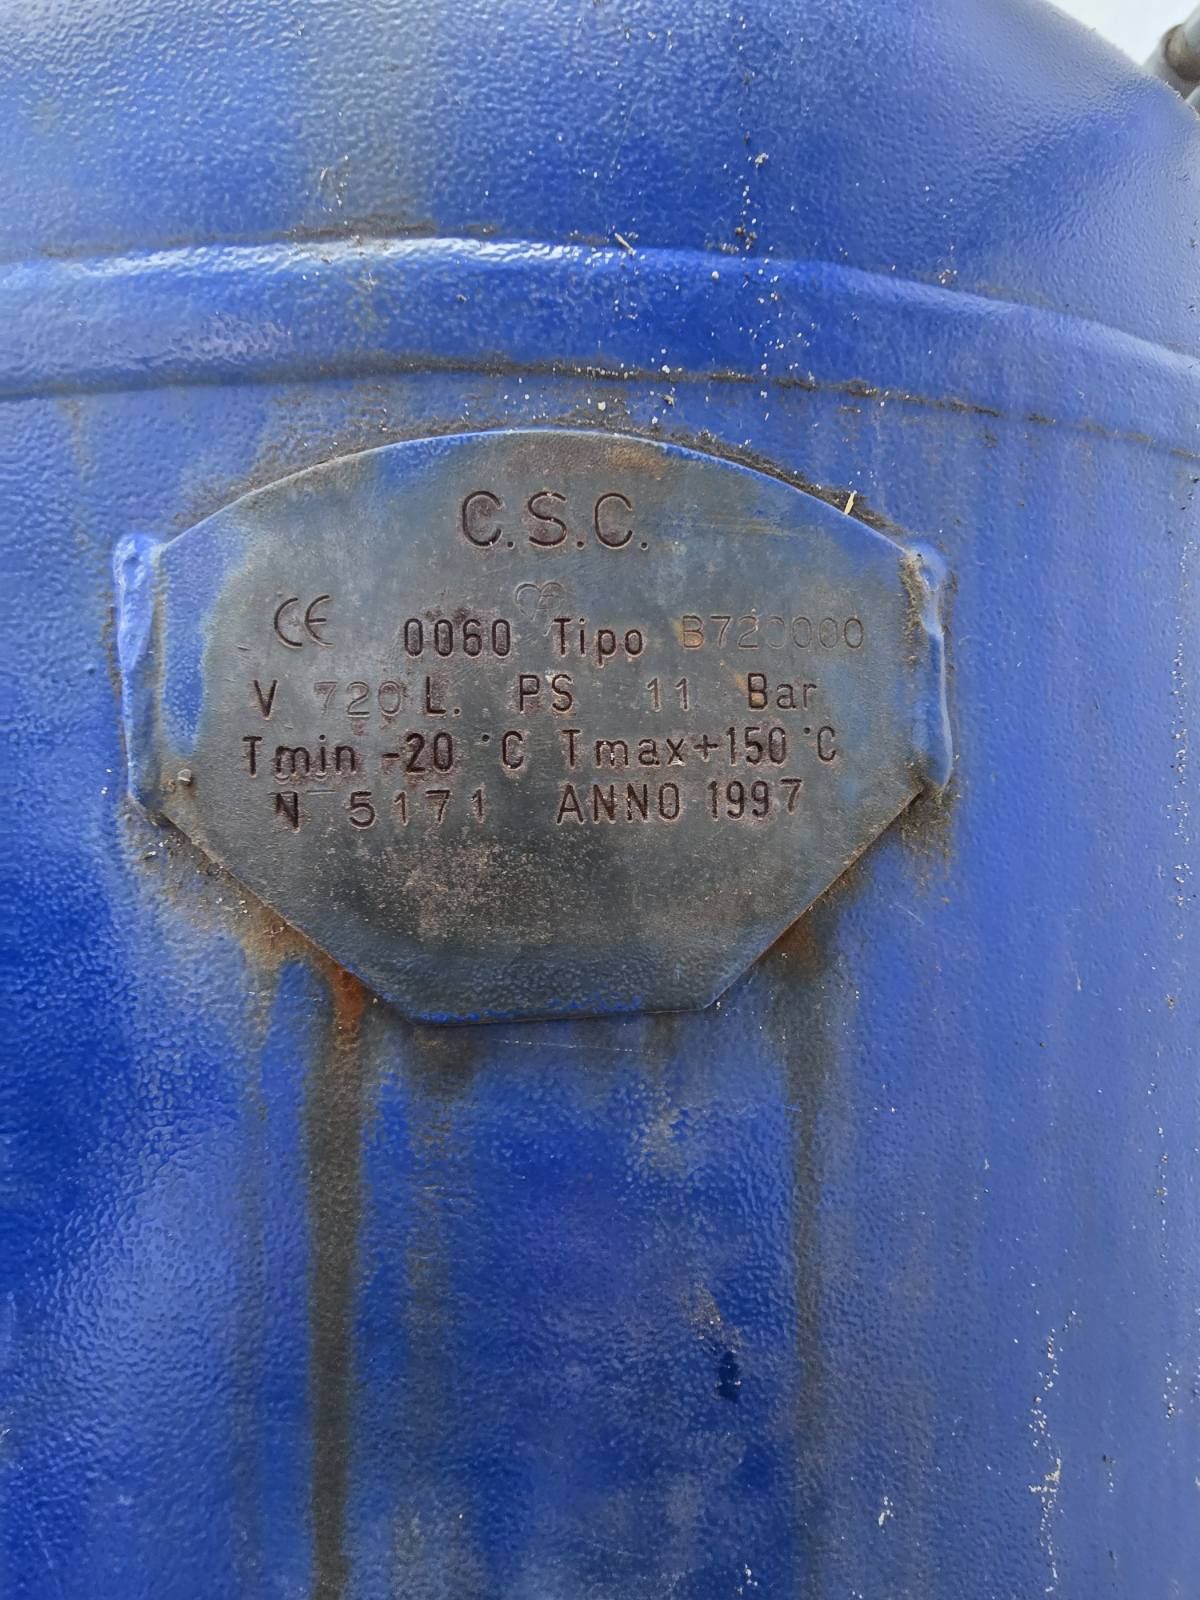 C.S.C.
CE 0060 Tipo B720000
V 720 L. PS 11 Bar
Tmin -20 °C Tmax +150 °C
N 5171 ANNO 1997